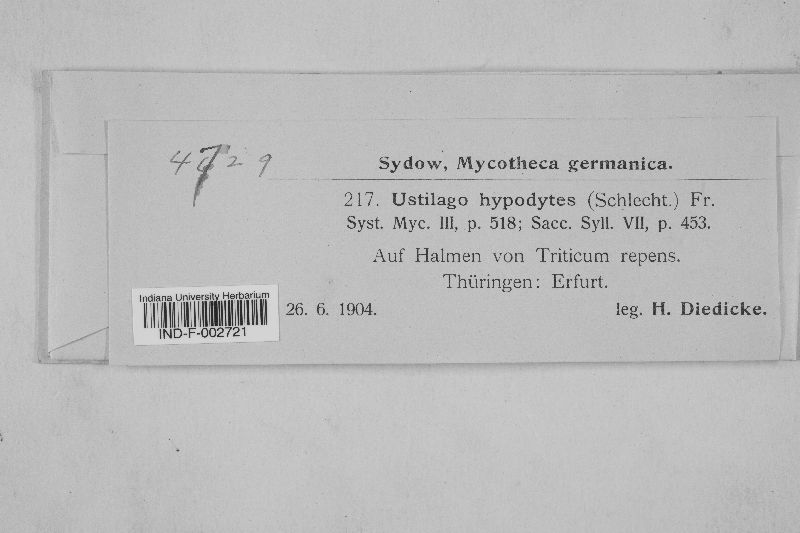 Sydow, Mycotheca germanica.
217. Ustilago hypodytes (Schlecht.) Fr.
Syst. Myc. III, p. 518; Sacc. Syll. VII, p. 453.
Auf Halmen von Triticum repens.
Thüringen: Erfurt.
Indiana University Herbarium
IND-F-002721
26. 6. 1904. leg. H. Diedicke.